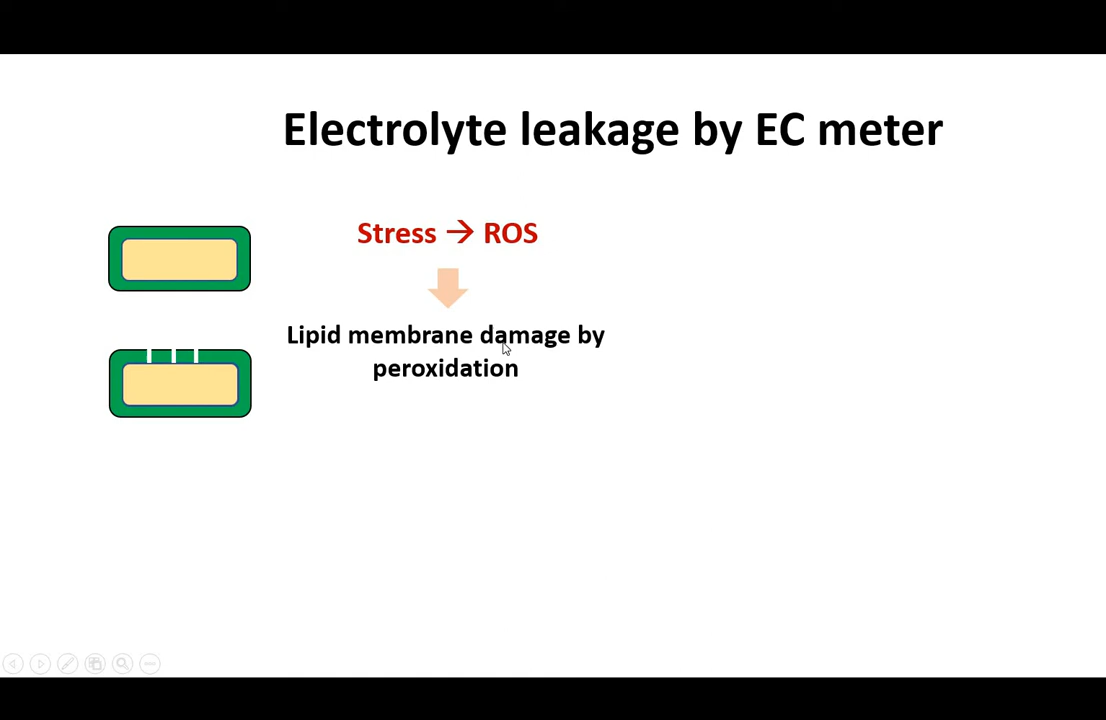 Electrolyte leakage by EC meter
Stress → ROS
Lipid membrane damage by
peroxidation